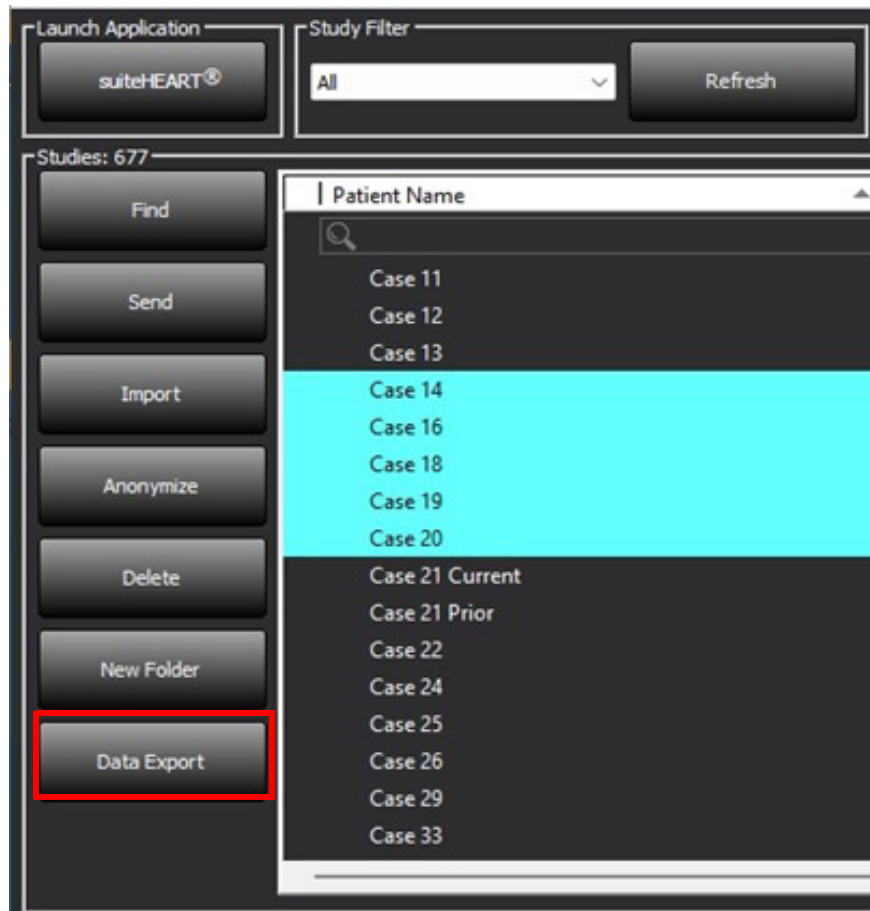 Launch Application
suiteHEART®
Study Filter
All
Refresh
Studies: 677
Find
Send
Import
Anonymize
Delete
New Folder
Data Export
Patient Name
Case 11
Case 12
Case 13
Case 14
Case 16
Case 18
Case 19
Case 20
Case 21 Current
Case 21 Prior
Case 22
Case 24
Case 25
Case 26
Case 29
Case 33